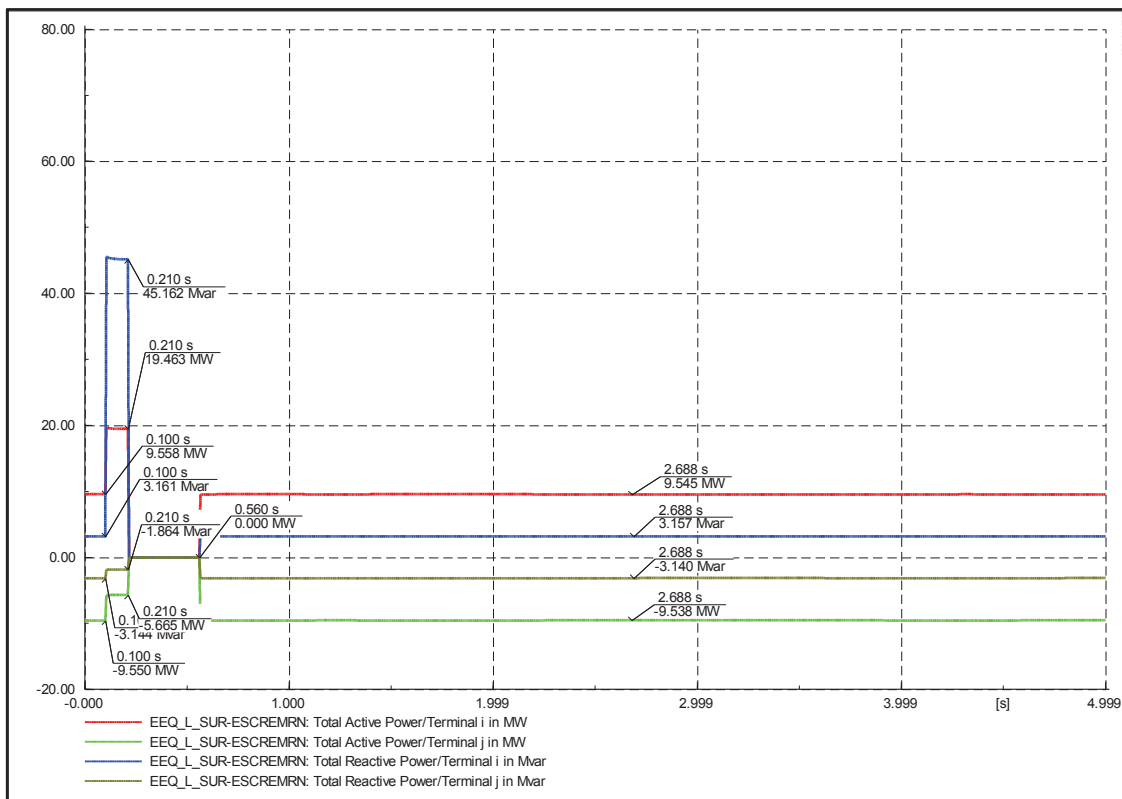 80.00
60.00
40.00
20.00
0.00
-20.00
0.210 s
45.162 Mvar
0.210 s
19.463 MW
0.100 s
9.558 MW
0.100 s
3.161 Mvar
0.210 s
-1.864 Mvar
0.560 s
0.000 MW
2.688 s
9.545 MW
2.688 s
3.157 Mvar
2.688 s
-3.140 Mvar
2.688 s
-9.538 MW
0.210 s
-5.665 MW
-3.144 Mvar
0.100 s
-9.550 MW
-0.000 1.000 1.999 2.999 3.999 [s] 4.999
EEQ_L_SUR-ESCREMRN: Total Active Power/Terminal i in MW
EEQ_L_SUR-ESCREMRN: Total Active Power/Terminal j in MW
EEQ_L_SUR-ESCREMRN: Total Reactive Power/Terminal i in Mvar
EEQ_L_SUR-ESCREMRN: Total Reactive Power/Terminal j in Mvar